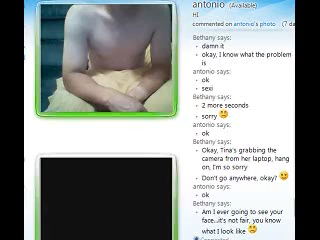 antonio (Available)
HI
commented on antonio's photo (7 da
Bethany says:
damn it
okay, I know what the problem
is
antonio says:
ok
sexi
Bethany says:
2 more seconds
sorry
antonio says:
ok
Bethany says:
Okay, Tina's grabbing the
camera from her laptop, hang
on, I'm so sorry
Don't go anywhere, okay?
antonio says:
ok
Bethany says:
Am I ever going to see your
face..it's not fair, you know
what I look like
Connected